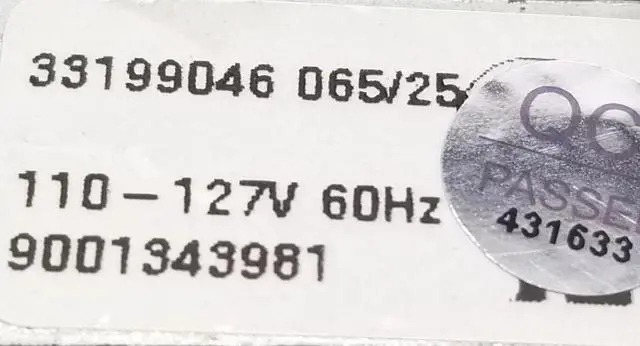 33199046 065/25
110-127V 60Hz
9001343981
QC
PASSED
431633